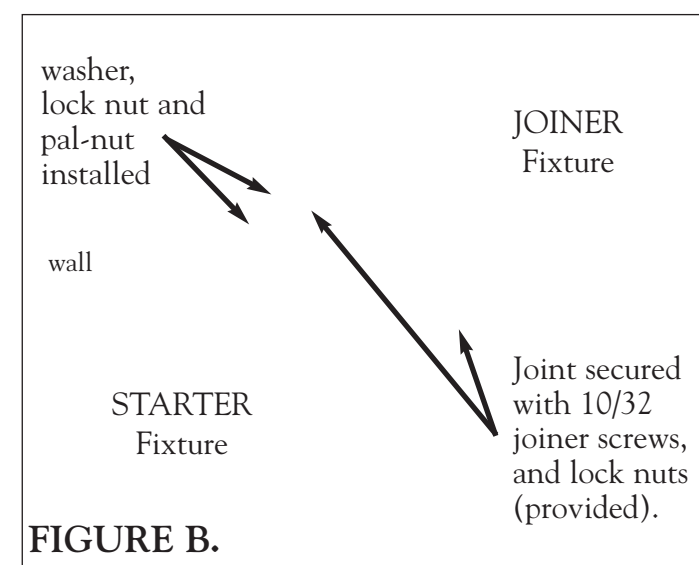 washer,
lock nut and
pal-nut
installed
JOINER
Fixture
wall
STARTER
Fixture
Joint secured
with 10/32
joiner screws,
and lock nuts
(provided).
FIGURE B.